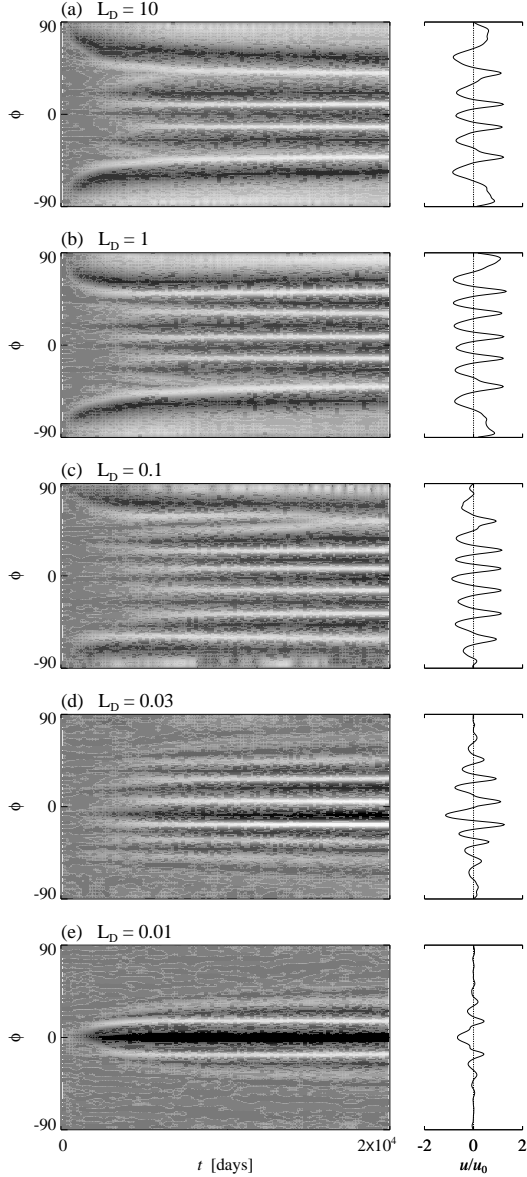 (a) L_D = 10
90
ϕ
0
-90
(b) L_D = 1
90
ϕ
0
-90
(c) L_D = 0.1
90
ϕ
0
-90
(d) L_D = 0.03
90
ϕ
0
-90
(e) L_D = 0.01
90
ϕ
0
-90
0
2x10^4
-2
0
2
t [days]
u/u_0